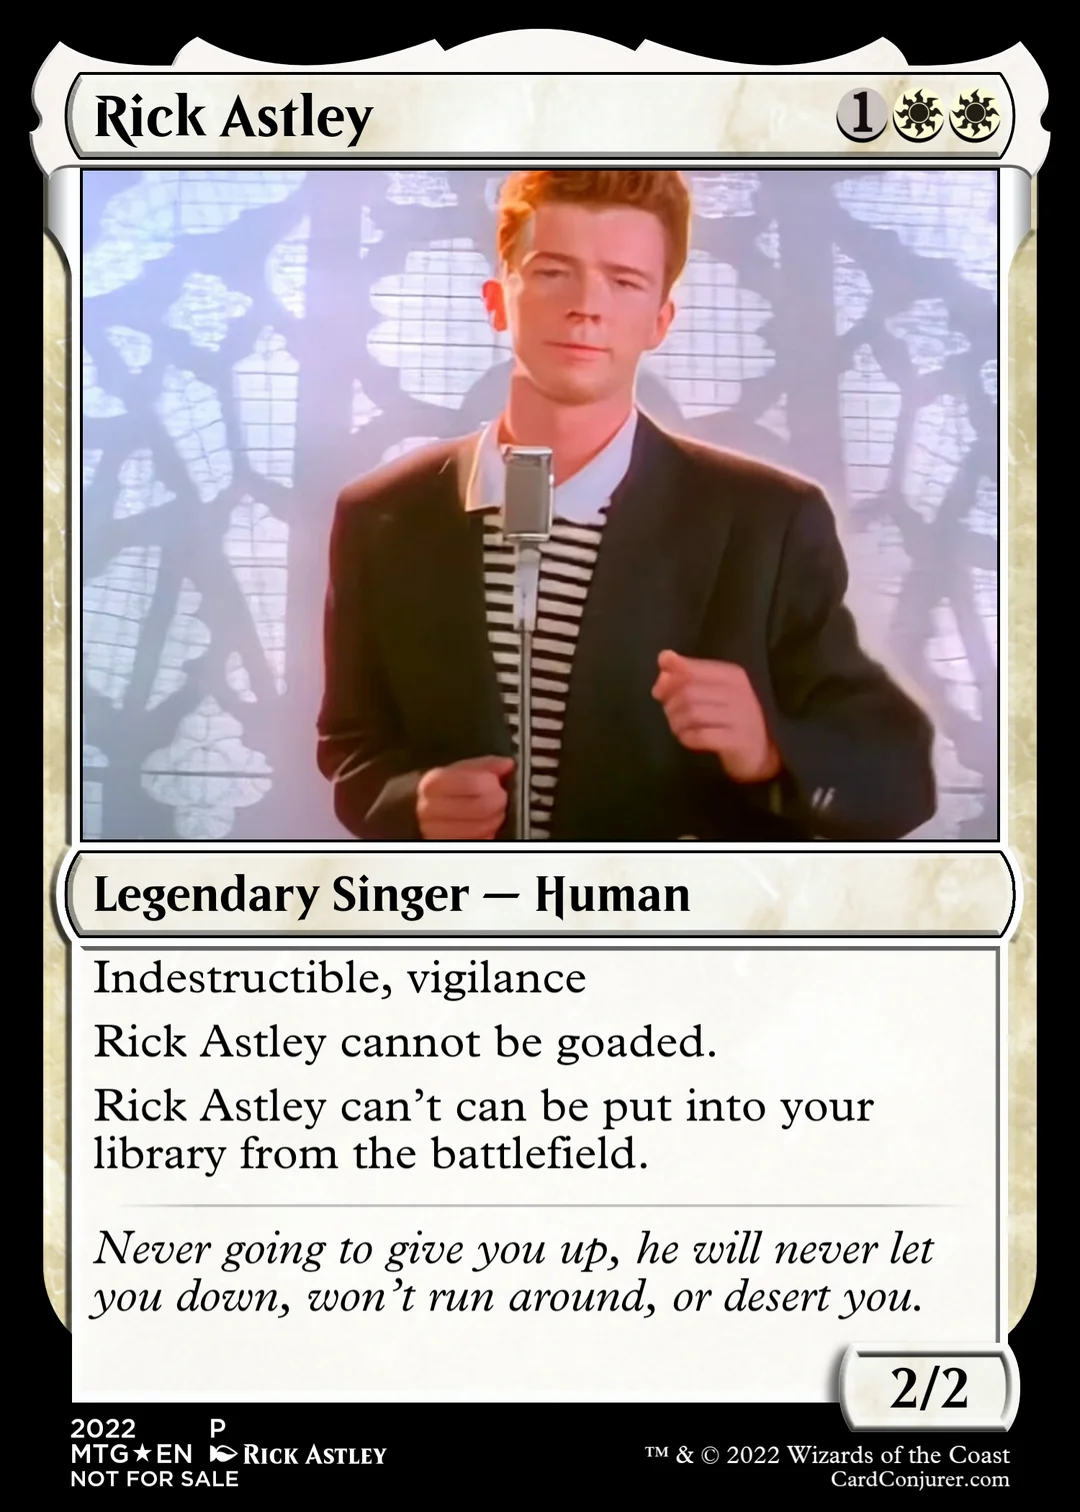 Rick Astley 1
Legendary Singer — Human
Indestructible, vigilance
Rick Astley cannot be goaded.
Rick Astley can’t can be put into your
library from the battlefield.
Never going to give you up, he will never let
you down, won’t run around, or desert you.
2/2
2022 P
MTG★EN Rick Astley
NOT FOR SALE
™ & © 2022 Wizards of the Coast
CardConjurer.com